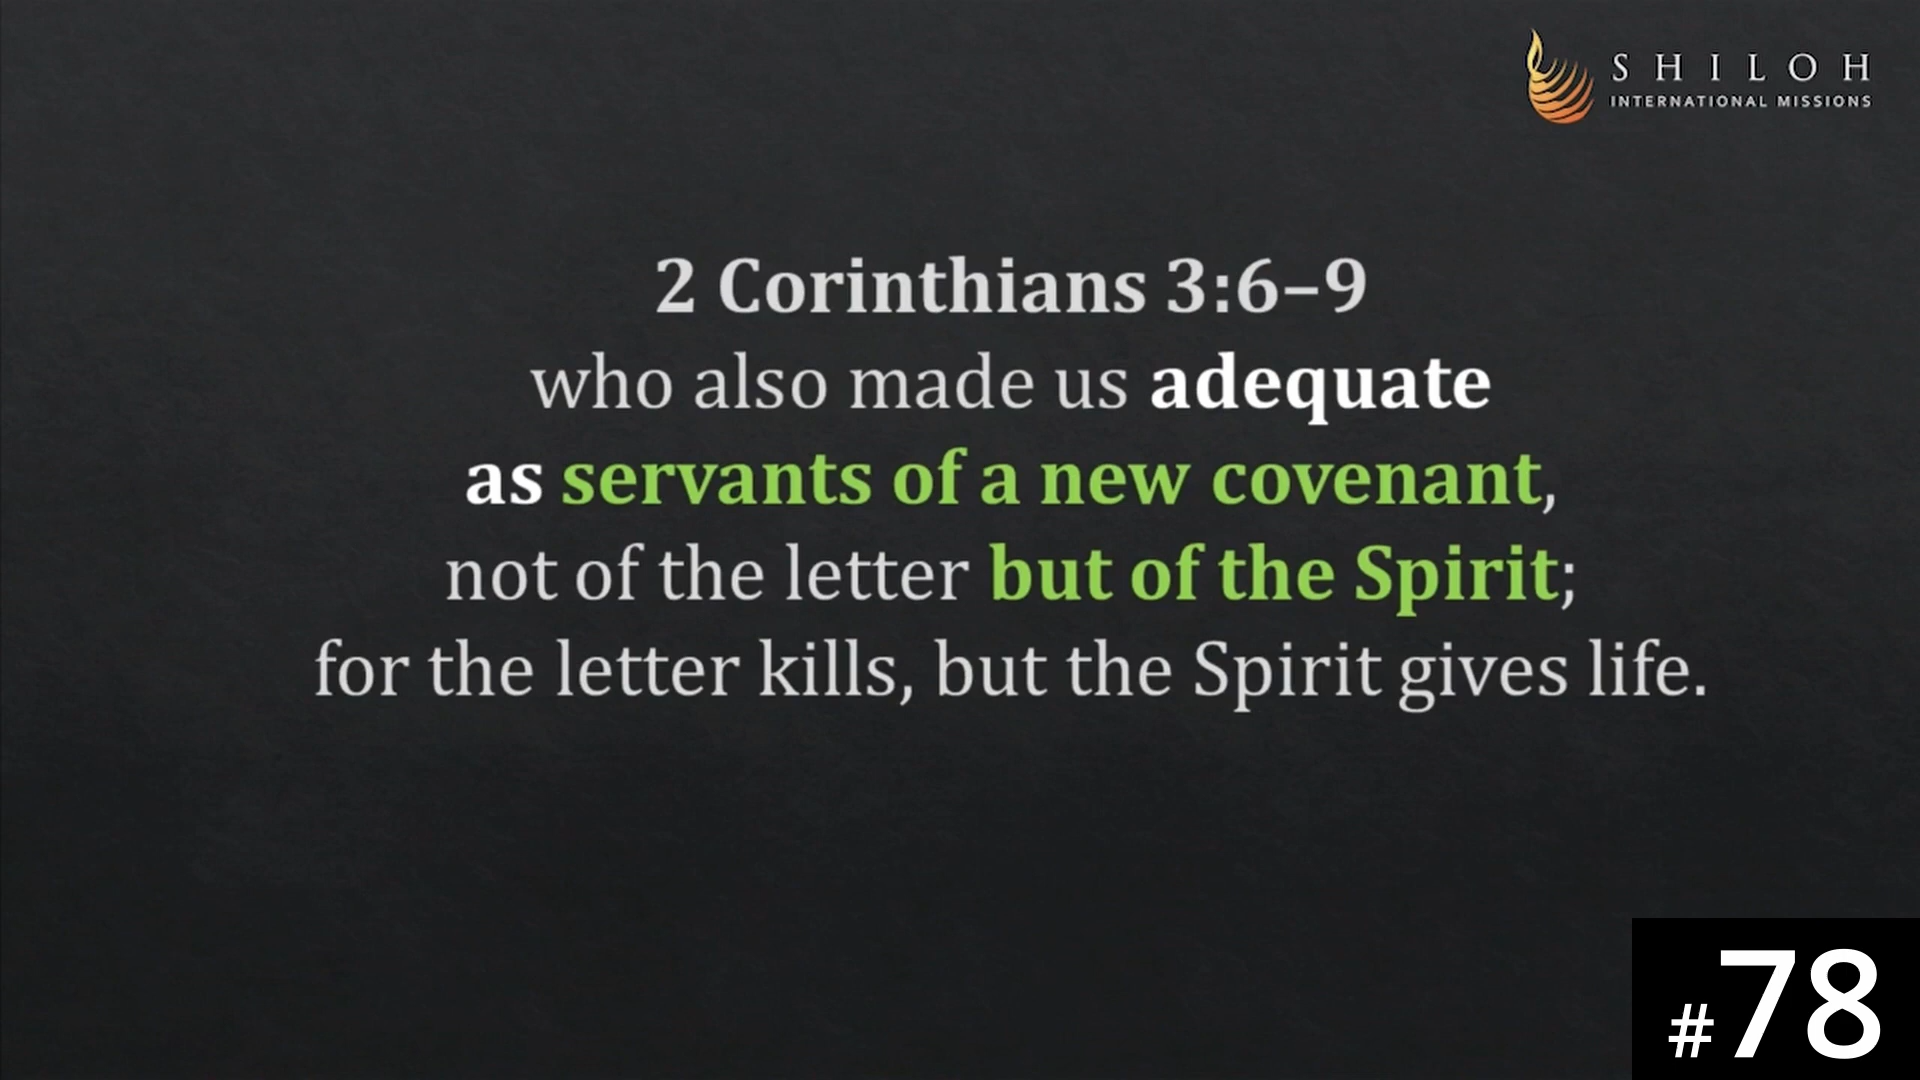 SHILOH
INTERNATIONAL MISSIONS
2 Corinthians 3:6–9
who also made us adequate
as servants of a new covenant,
not of the letter but of the Spirit;
for the letter kills, but the Spirit gives life.
#78